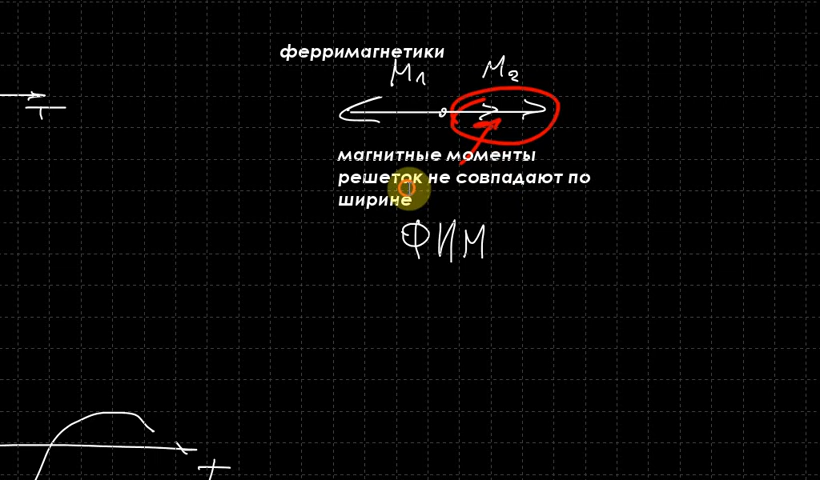 ферримагнетики
M₁ M₂
T
магнитные моменты
решеток не совпадают по
ширине
ФИМ
T